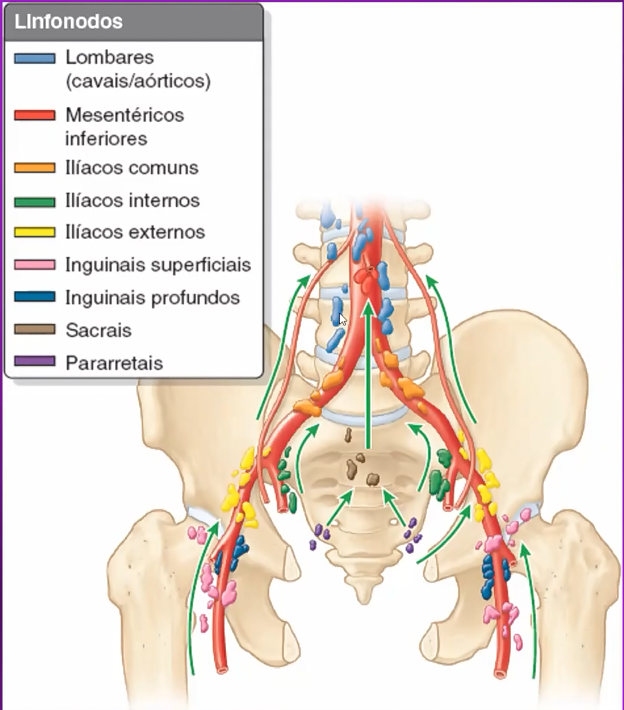 Linfonodos
Lombares
(cavais/aórticos)
Mesentéricos
inferiores
Ilíacos comuns
Ilíacos internos
Ilíacos externos
Inguinais superficiais
Inguinais profundos
Sacrais
Pararretais